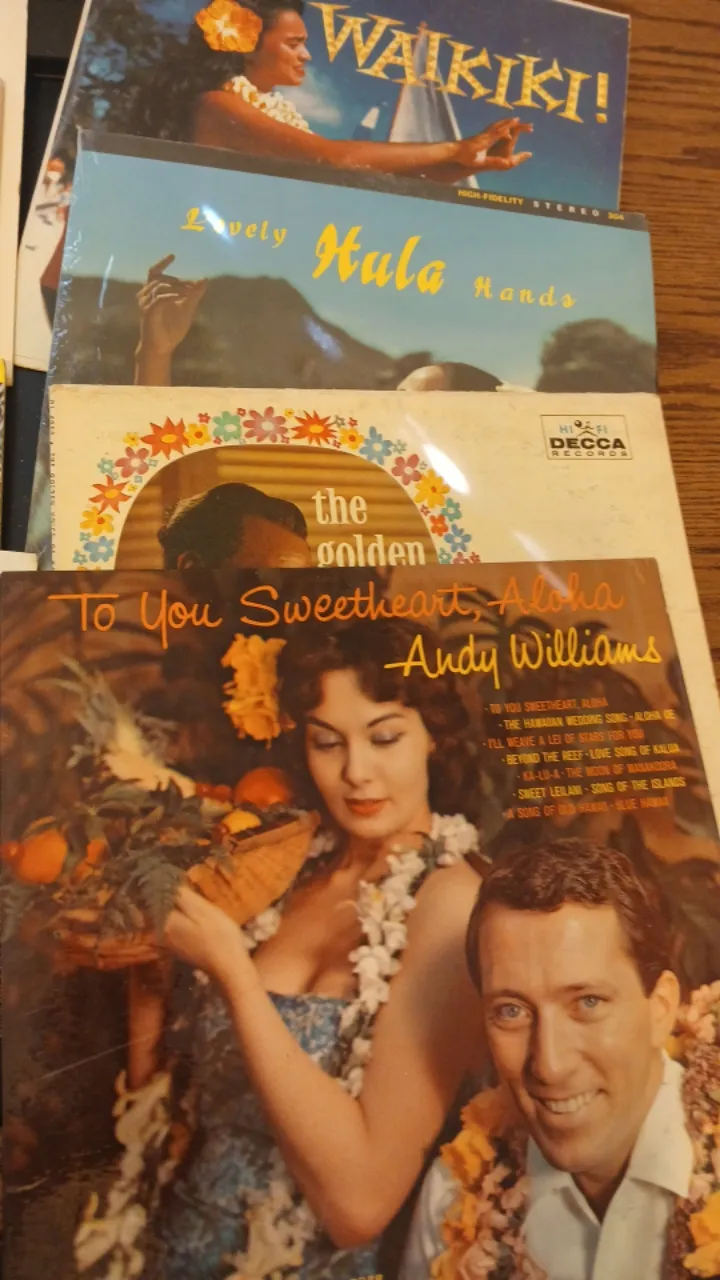 WAIKIKI!
HIGH-FIDELITY STEREO 304
Lovely Hula Hands
HI FI
DECCA
RECORDS
the
golden
To You Sweetheart, Aloha
Andy Williams
· TO YOU SWEETHEART, ALOHA
· THE HAWAIIAN WEDDING SONG · ALOHA OE
· I'LL WEAVE A LEI OF STARS FOR YOU
· BEYOND THE REEF · LOVE SONG OF KALUA
· KA-LU-A · THE MOON OF MANAKOORA
· SWEET LEILANI · SONG OF THE ISLANDS
· A SONG OF OLD HAWAII · BLUE HAWAII